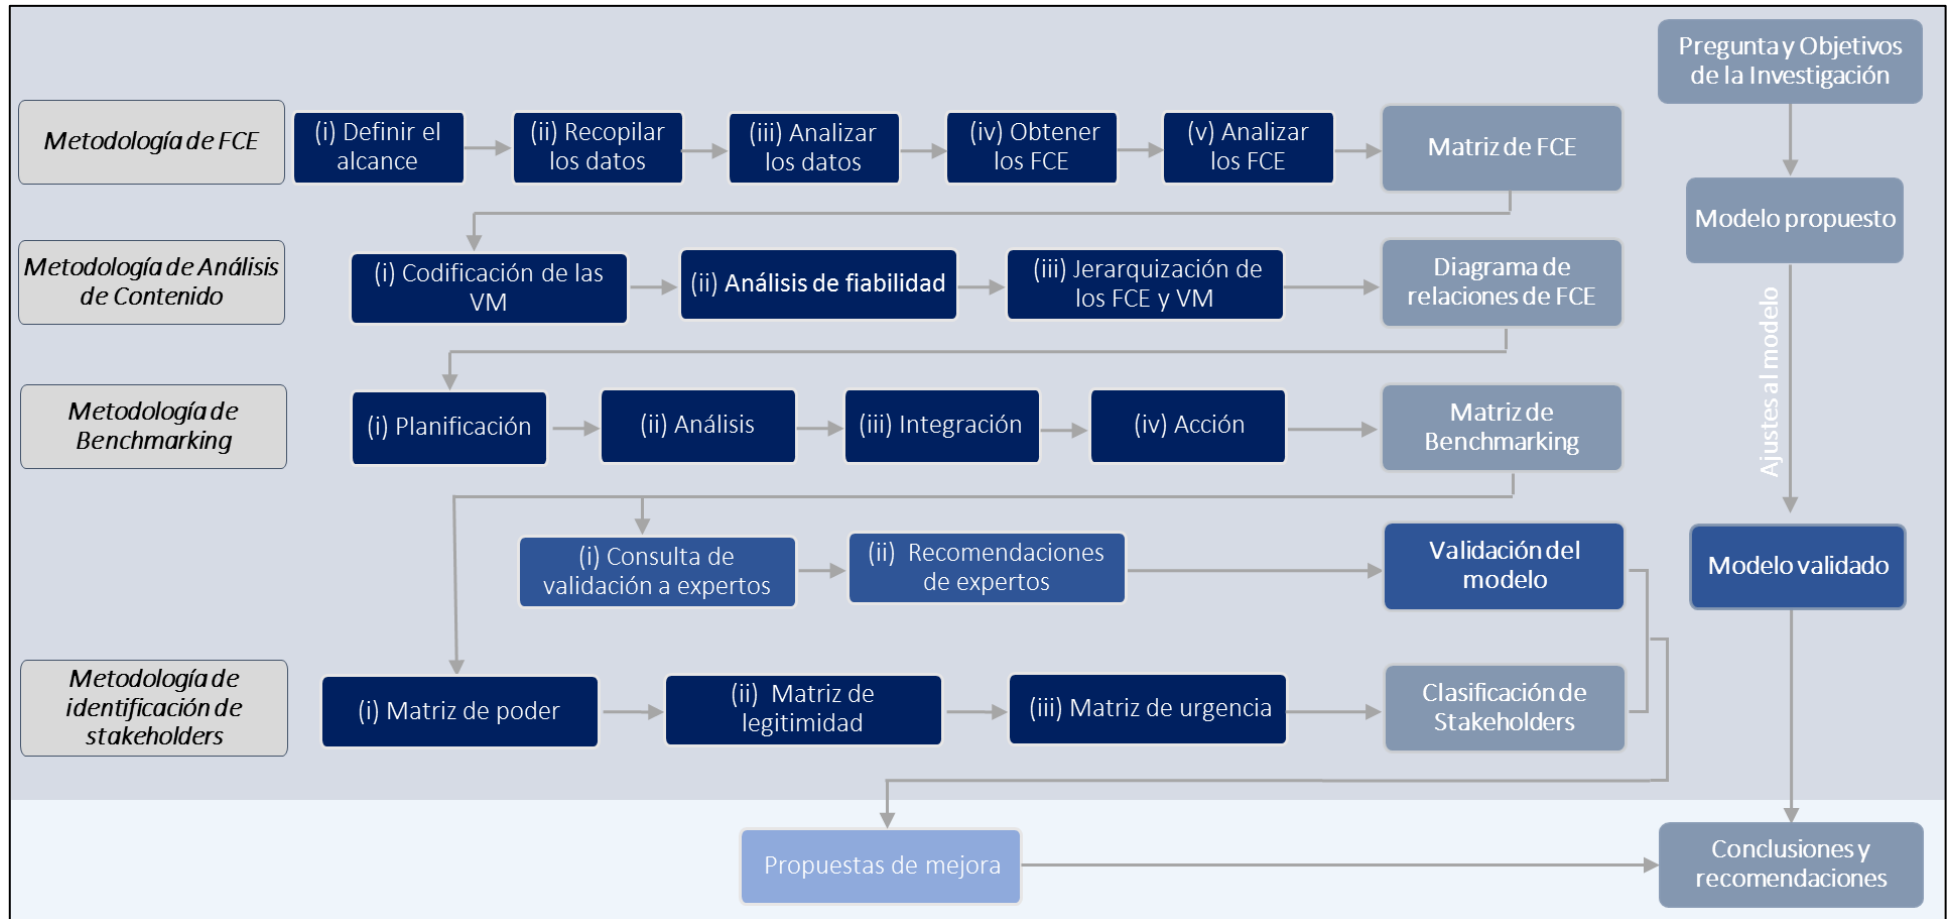 Pregunta y Objetivos
de la Investigación
Metodología de FCE
(i) Definir el
alcance
(ii) Recopilar
los datos
(iii) Analizar
los datos
(iv) Obtener
los FCE
(v) Analizar
los FCE
Matriz de FCE
Modelo propuesto
Metodología de Análisis
de Contenido
(i) Codificación de las
VM
(ii) Análisis de fiabilidad
(iii) Jerarquización de
los FCE y VM
Diagrama de
relaciones de FCE
Ajustes al modelo
Metodología de
Benchmarking
(i) Planificación
(ii) Análisis
(iii) Integración
(iv) Acción
Matriz de
Benchmarking
(i) Consulta de
validación a expertos
(ii) Recomendaciones
de expertos
Validación del
modelo
Modelo validado
Metodología de
identificación de
stakeholders
(i) Matriz de poder
(ii) Matriz de
legitimidad
(iii) Matriz de urgencia
Clasificación de
Stakeholders
Propuestas de mejora
Conclusiones y
recomendaciones